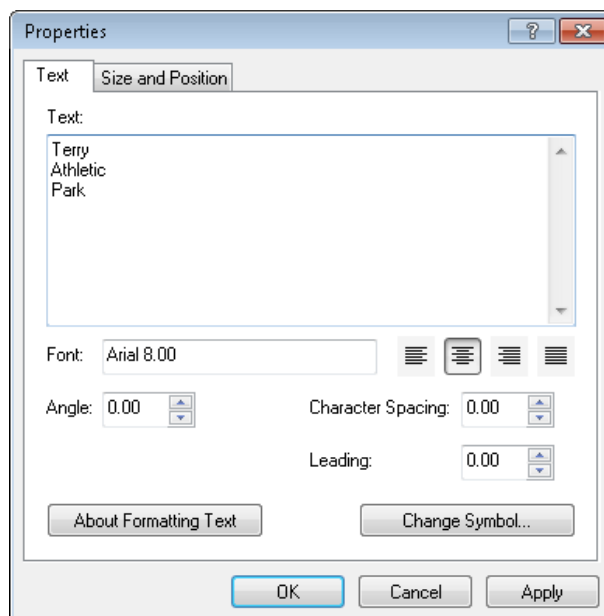 Properties
Text Size and Position
Text:
Terry
Athletic
Park
Font: Arial 8.00
Angle: 0.00 Character Spacing: 0.00
Leading: 0.00
About Formatting Text Change Symbol...
OK Cancel Apply